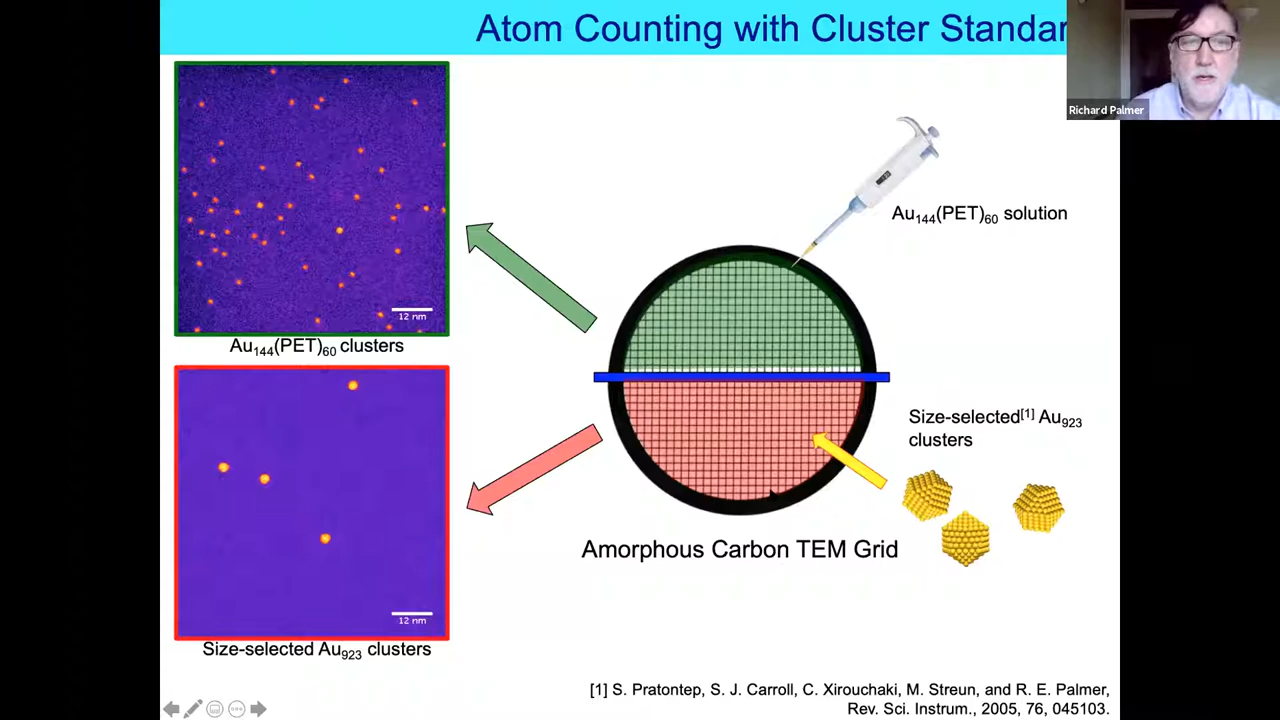 Atom Counting with Cluster Standar
Richard Palmer
12 nm
Au144(PET)60 clusters
Au144(PET)60 solution
12 nm
Size-selected Au923 clusters
Size-selected[1] Au923
clusters
Amorphous Carbon TEM Grid
[1] S. Pratontep, S. J. Carroll, C. Xirouchaki, M. Streun, and R. E. Palmer,
Rev. Sci. Instrum., 2005, 76, 045103.